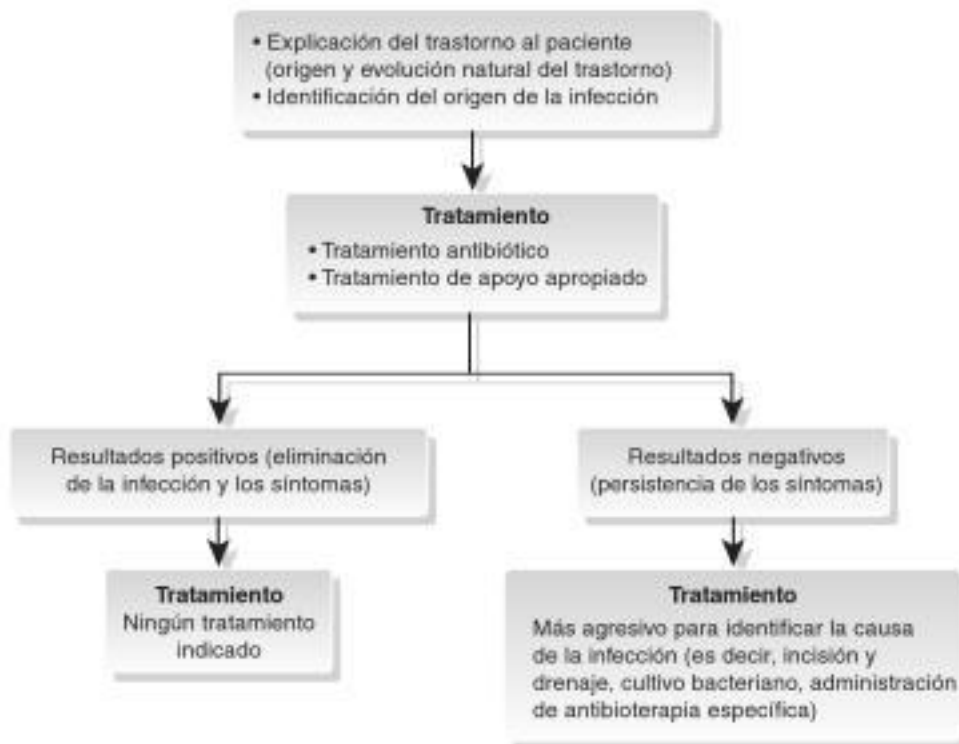 • Explicación del trastorno al paciente
(origen y evolución natural del trastorno)
• Identificación del origen de la infección
Tratamiento
• Tratamiento antibiótico
• Tratamiento de apoyo apropiado
Resultados positivos (eliminación
de la infección y los síntomas)
Resultados negativos
(persistencia de los síntomas)
Tratamiento
Ningún tratamiento
indicado
Tratamiento
Más agresivo para identificar la causa
de la infección (es decir, incisión y
drenaje, cultivo bacteriano, administración
de antibioterapia específica)